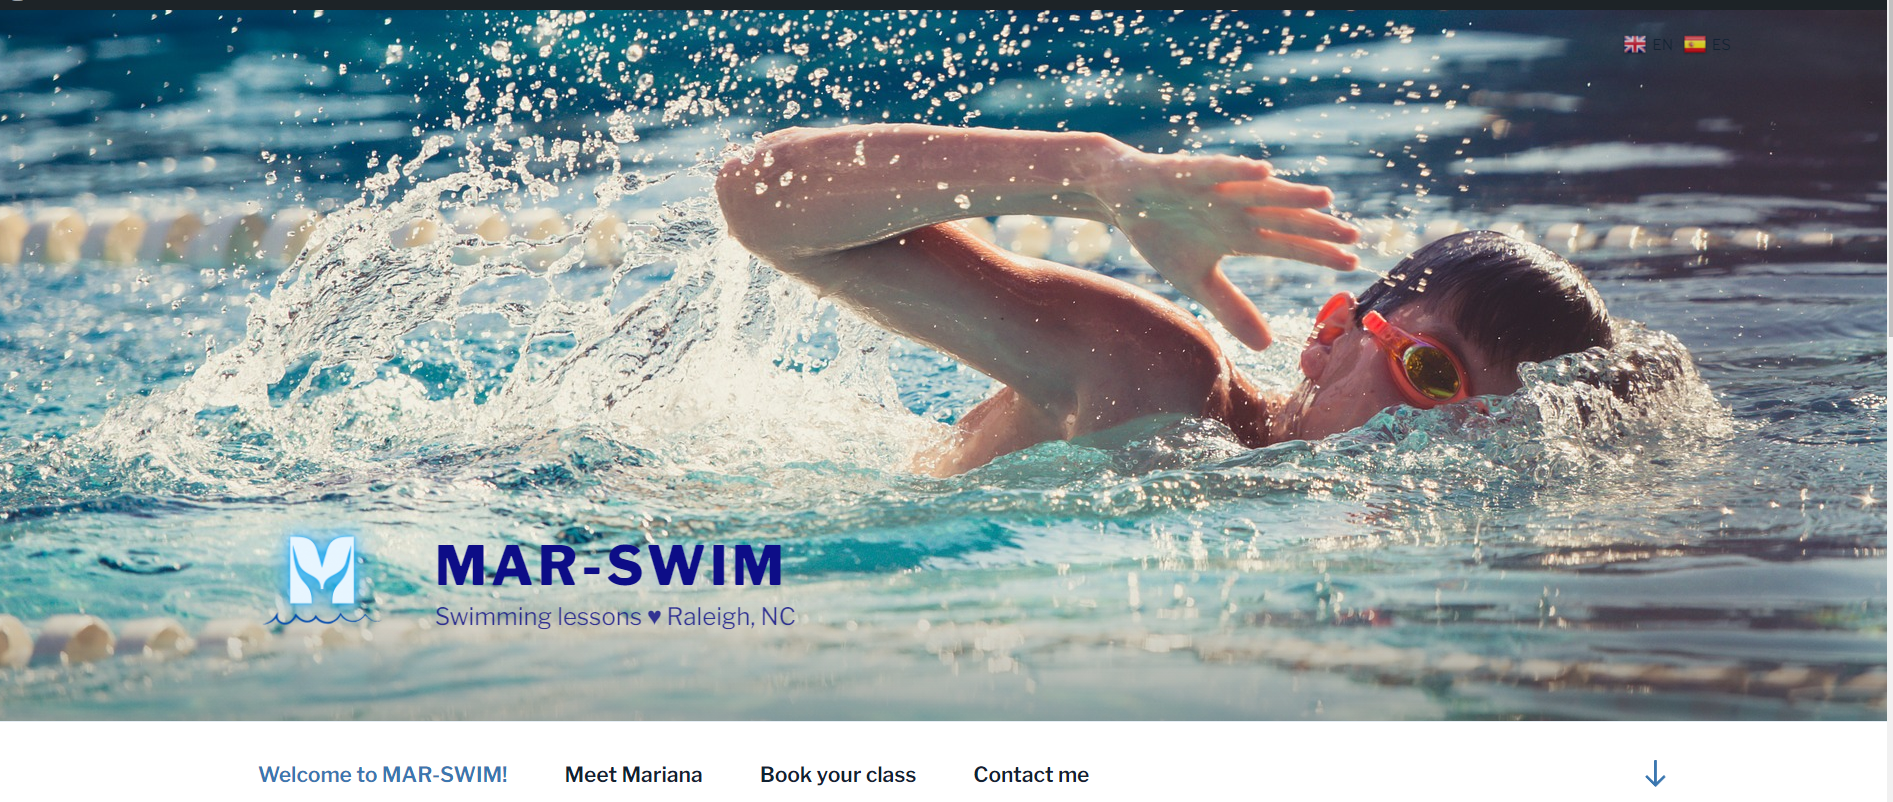 EN ES
MAR-SWIM
Swimming lessons ♥ Raleigh, NC
Welcome to MAR-SWIM! Meet Mariana Book your class Contact me